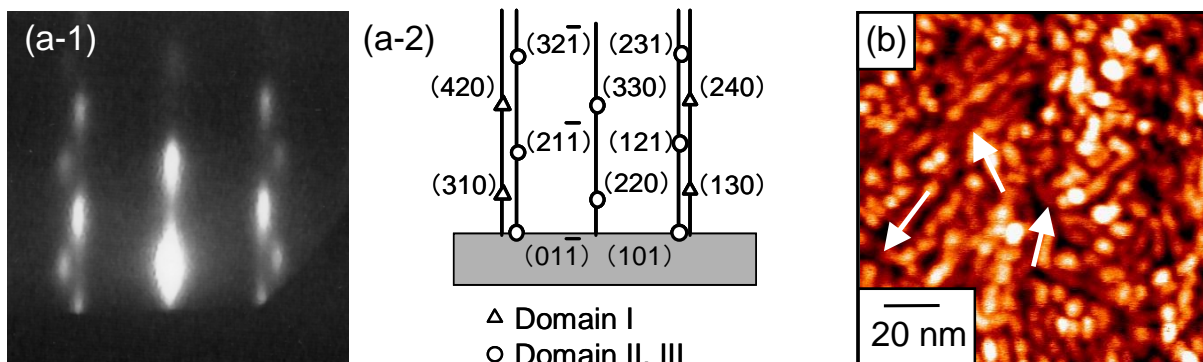 (a-1)
(a-2)
(321̄) (231)
(420) (330) (240)
(211̄) (121)
(310) (220) (130)
(011̄) (101)
△ Domain I
○ Domain II, III
(b)
20 nm